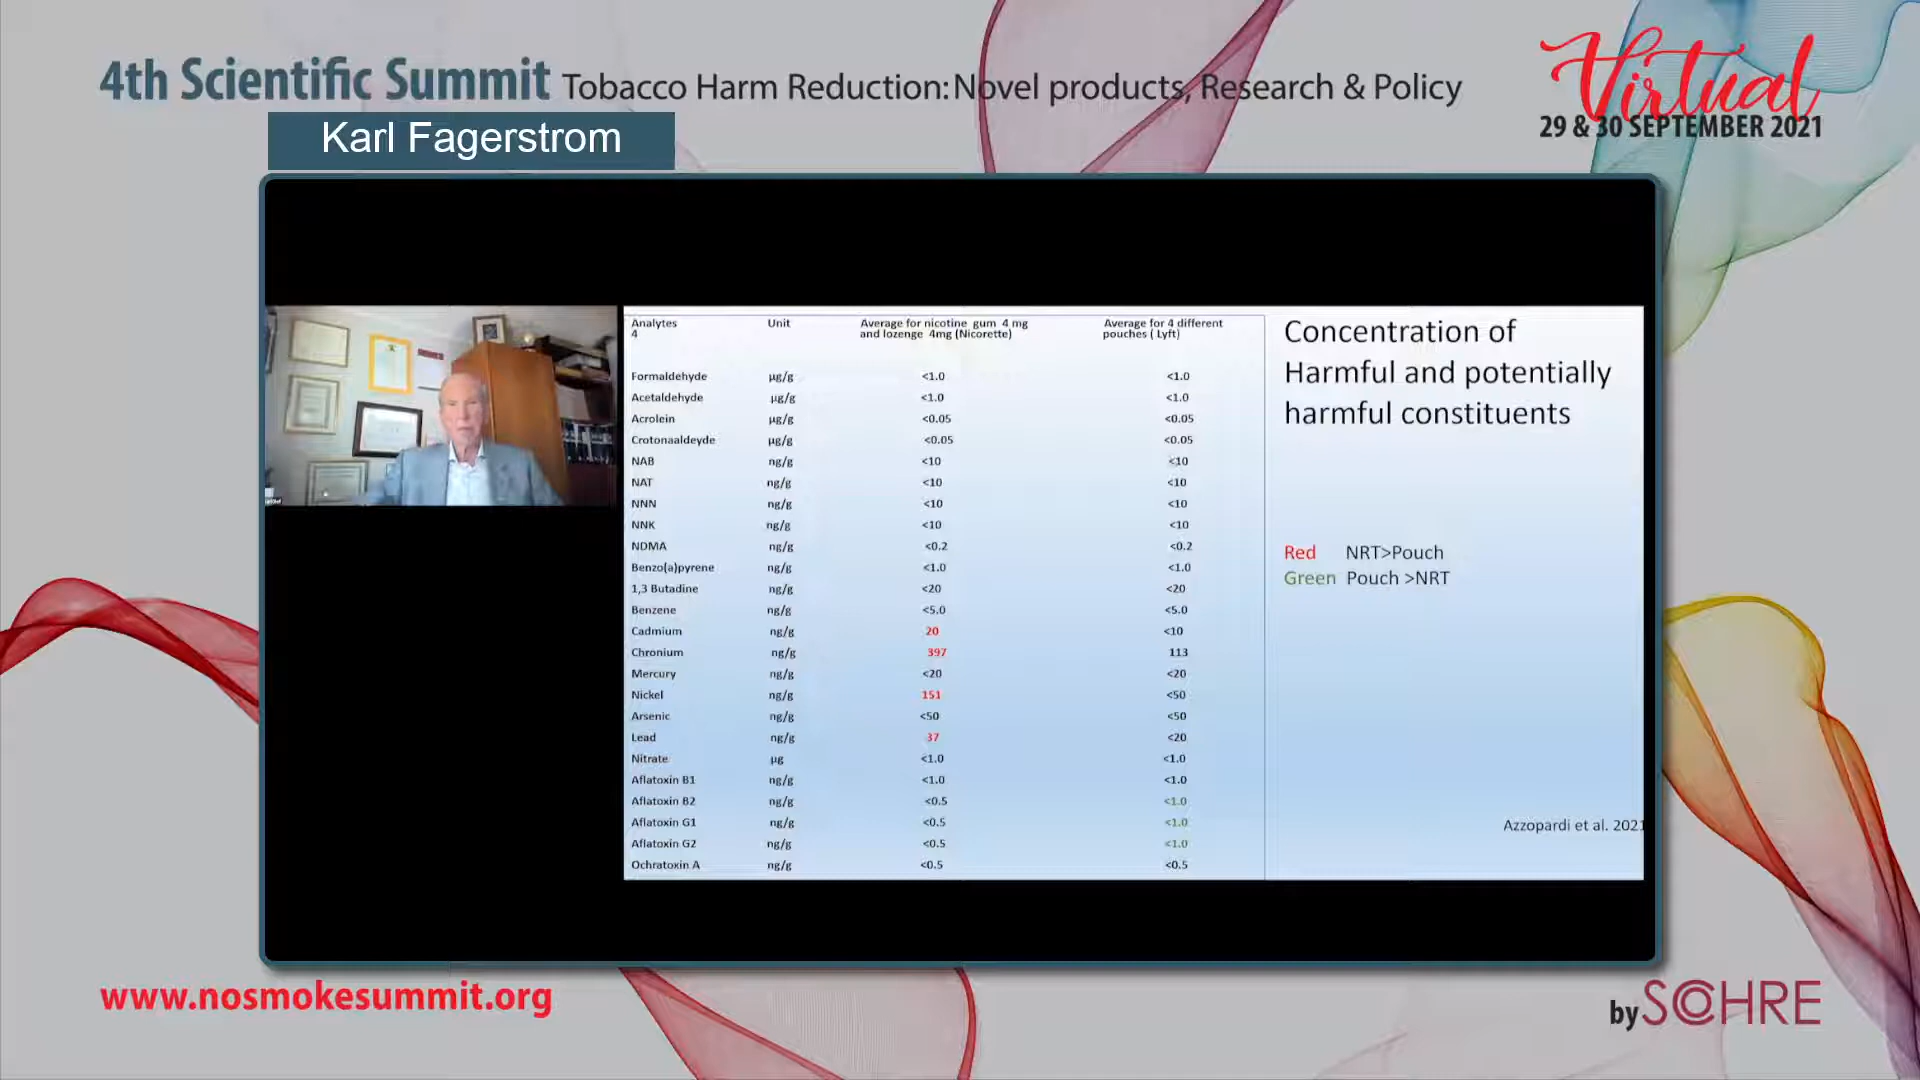 4th Scientific Summit Tobacco Harm Reduction: Novel products, Research & Policy
Virtual
29 & 30 SEPTEMBER 2021
Karl Fagerstrom
Analytes Unit Average for nicotine gum 4 mg Average for 4 different
4 and lozenge 4mg (Nicorette) pouches ( Lyft)
Formaldehyde µg/g <1.0 <1.0
Acetaldehyde µg/g <1.0 <1.0
Acrolein µg/g <0.05 <0.05
Crotonaaldeyde µg/g <0.05 <0.05
NAB ng/g <10 <10
NAT ng/g <10 <10
NNN ng/g <10 <10
NNK ng/g <10 <10
NDMA ng/g <0.2 <0.2
Benzo(a)pyrene ng/g <1.0 <1.0
1,3 Butadine ng/g <20 <20
Benzene ng/g <5.0 <5.0
Cadmium ng/g 20 <10
Chronium ng/g 397 113
Mercury ng/g <20 <20
Nickel ng/g 151 <50
Arsenic ng/g <50 <50
Lead ng/g 37 <20
Nitrate µg <1.0 <1.0
Aflatoxin B1 ng/g <1.0 <1.0
Aflatoxin B2 ng/g <0.5 <1.0
Aflatoxin G1 ng/g <0.5 <1.0
Aflatoxin G2 ng/g <0.5 <1.0
Ochratoxin A ng/g <0.5 <0.5
Concentration of
Harmful and potentially
harmful constituents
Red NRT>Pouch
Green Pouch >NRT
Azzopardi et al. 2021
www.nosmokesummit.org
by SCOHRE